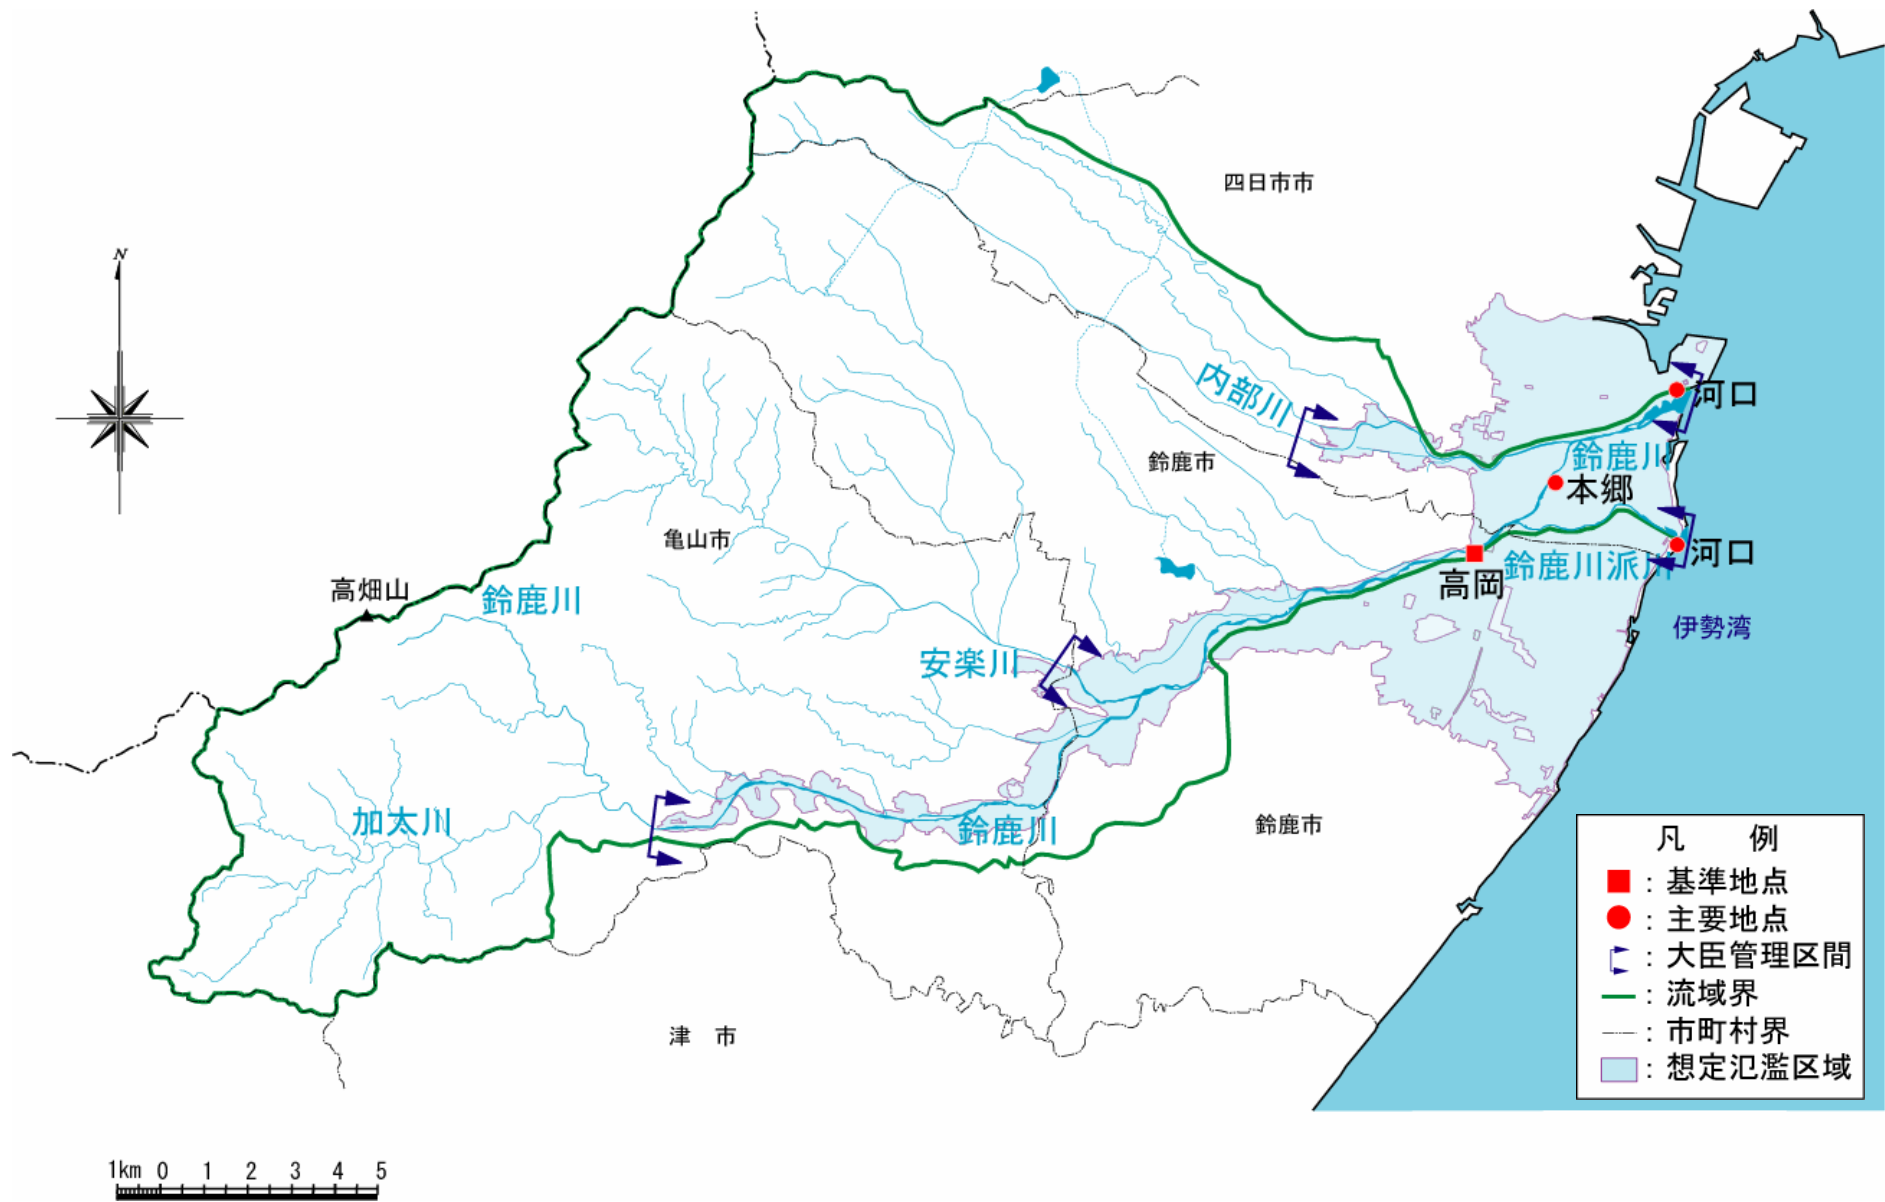 四日市市
N
内部川
河口
鈴鹿市
鈴鹿川
本郷
亀山市
河口
鈴鹿川派川
高岡
高畑山
鈴鹿川
伊勢湾
安楽川
加太川
鈴鹿川
鈴鹿市
津 市
凡 例
：基準地点
：主要地点
：大臣管理区間
：流域界
：市町村界
：想定氾濫区域
1km 0 1 2 3 4 5